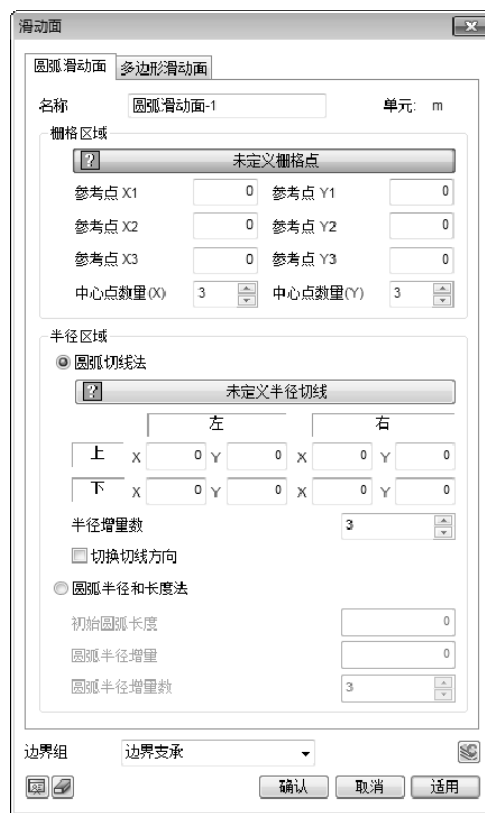 滑动面
圆弧滑动面 多边形滑动面
名称 圆弧滑动面-1 单元: m
栅格区域
? 未定义栅格点
参考点 X1 0 参考点 Y1 0
参考点 X2 0 参考点 Y2 0
参考点 X3 0 参考点 Y3 0
中心点数量(X) 3 中心点数量(Y) 3
半径区域
圆弧切线法
? 未定义半径切线
左 右
上 X 0 Y 0 X 0 Y 0
下 X 0 Y 0 X 0 Y 0
半径增量数 3
切换切线方向
圆弧半径和长度法
初始圆弧长度 0
圆弧半径增量 0
圆弧半径增量数 3
边界组 边界支承
确认 取消 适用